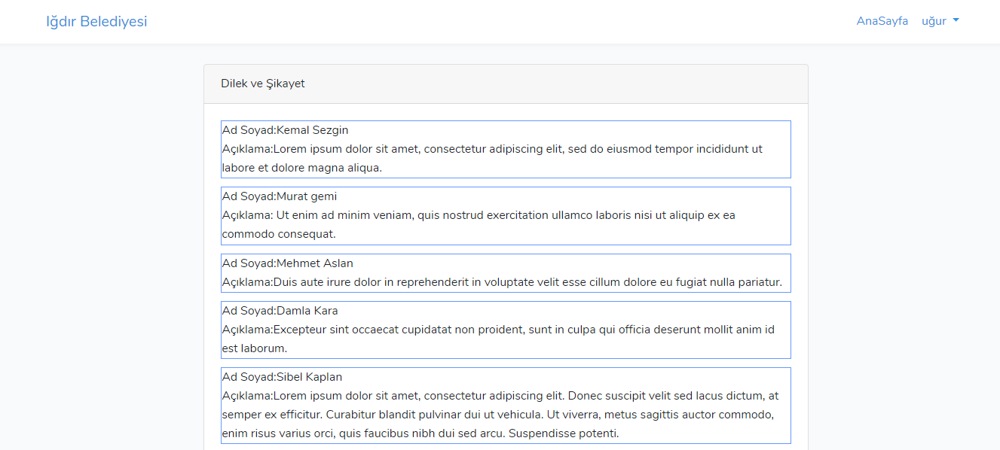 Iğdır Belediyesi
AnaSayfa uğur
Dilek ve Şikayet
Ad Soyad:Kemal Sezgin
Açıklama:Lorem ipsum dolor sit amet, consectetur adipiscing elit, sed do eiusmod tempor incididunt ut
labore et dolore magna aliqua.
Ad Soyad:Murat gemi
Açıklama: Ut enim ad minim veniam, quis nostrud exercitation ullamco laboris nisi ut aliquip ex ea
commodo consequat.
Ad Soyad:Mehmet Aslan
Açıklama:Duis aute irure dolor in reprehenderit in voluptate velit esse cillum dolore eu fugiat nulla pariatur.
Ad Soyad:Damla Kara
Açıklama:Excepteur sint occaecat cupidatat non proident, sunt in culpa qui officia deserunt mollit anim id
est laborum.
Ad Soyad:Sibel Kaplan
Açıklama:Lorem ipsum dolor sit amet, consectetur adipiscing elit. Donec suscipit velit sed lacus dictum, at
semper ex efficitur. Curabitur blandit pulvinar dui ut vehicula. Ut viverra, metus sagittis auctor commodo,
enim risus varius orci, quis faucibus nibh dui sed arcu. Suspendisse potenti.